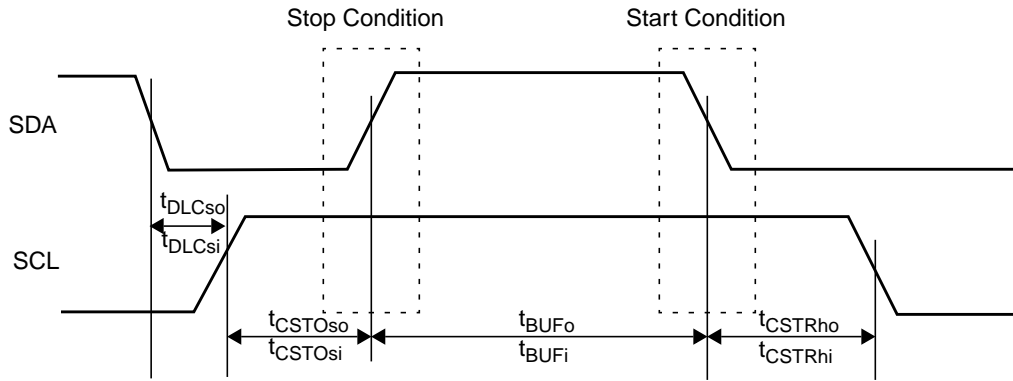 Stop Condition
Start Condition
SDA
tDLCso
tDLCsi
SCL
tCSTOso
tBUFo
tCSTRho
tCSTOsi
tBUFi
tCSTRhi